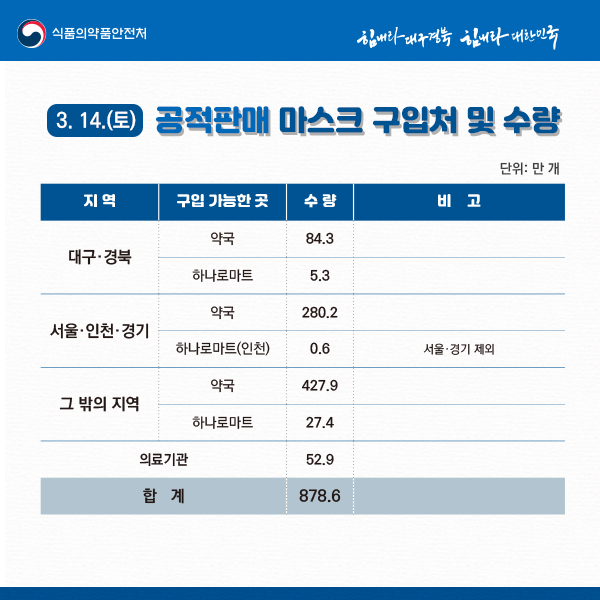 식품의약품안전처
힘내라 대구경북 힘내라 대한민국
3. 14.(토) 공적판매 마스크 구입처 및 수량
단위: 만 개
지 역 구입 가능한 곳 수 량 비 고
대구·경북 약국 84.3
하나로마트 5.3
서울·인천·경기 약국 280.2
하나로마트(인천) 0.6 서울·경기 제외
그 밖의 지역 약국 427.9
하나로마트 27.4
의료기관 52.9
합 계 878.6